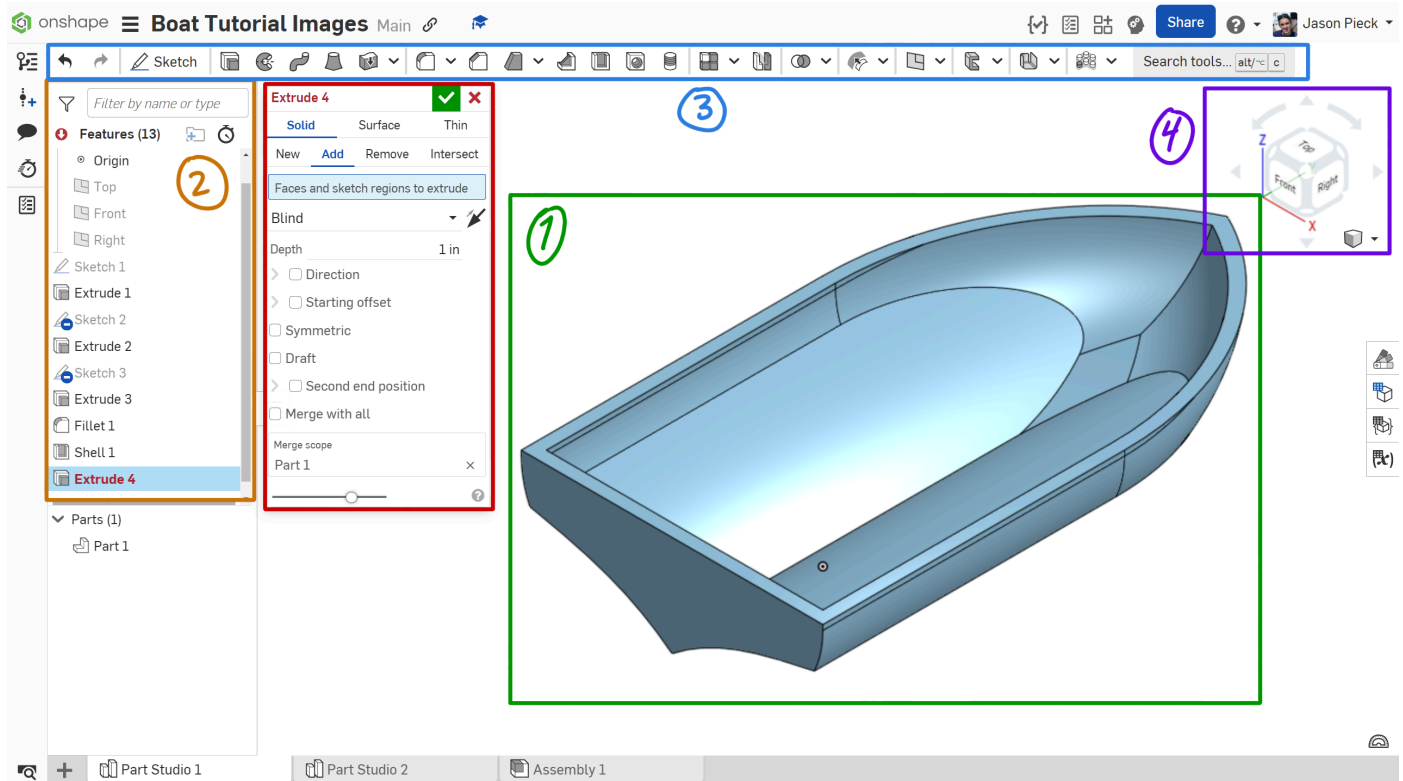 onshape Boat Tutorial Images Main Share Jason Pieck
Sketch Search tools... alt/⌥ c
3
4
Filter by name or type
Features (13)
2
Origin
Top
Front
Right
Sketch 1
Extrude 1
Sketch 2
Extrude 2
Sketch 3
Extrude 3
Fillet 1
Shell 1
Extrude 4
Parts (1)
Part 1
Extrude 4
Solid Surface Thin
New Add Remove Intersect
Faces and sketch regions to extrude
Blind
Depth 1 in
Direction
Starting offset
Symmetric
Draft
Second end position
Merge with all
Merge scope
Part 1
1
Z
Top
Y
Front Right
X
(x)
Part Studio 1 Part Studio 2 Assembly 1